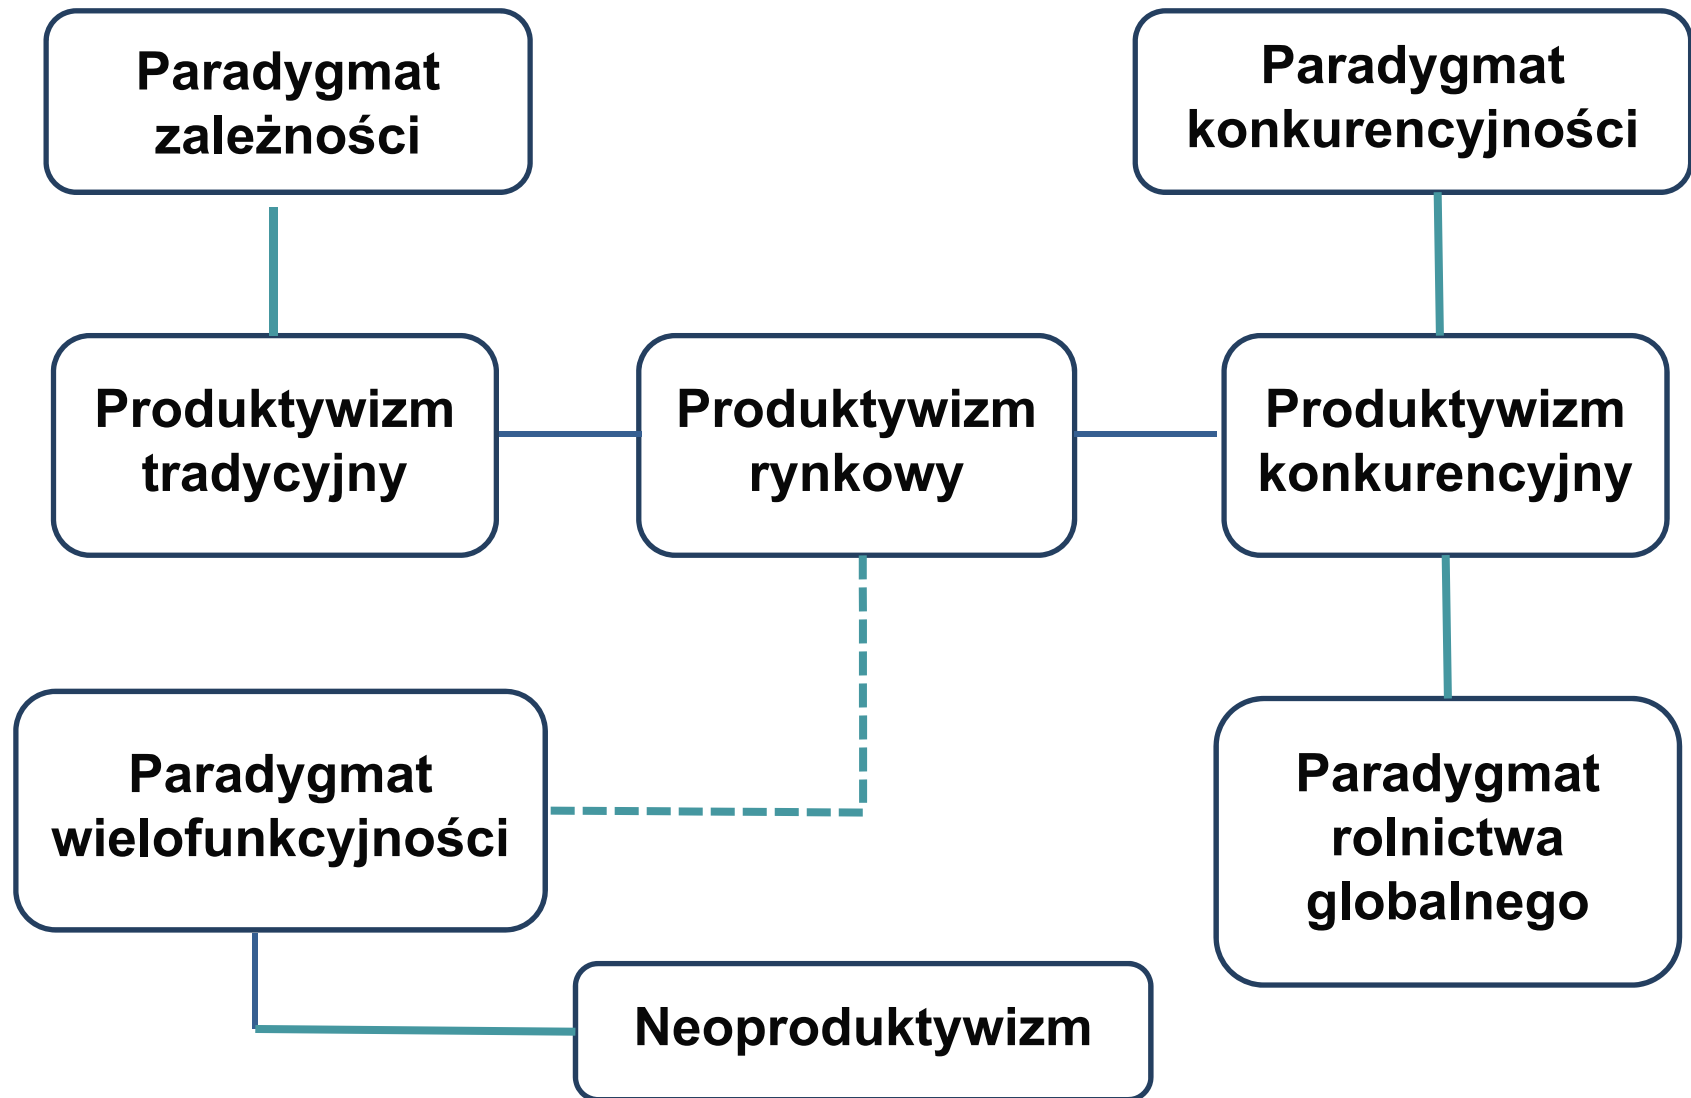 Paradygmat
zależności
Paradygmat
konkurencyjności
Produktywizm
tradycyjny
Produktywizm
rynkowy
Produktywizm
konkurencyjny
Paradygmat
wielofunkcyjności
Paradygmat
rolnictwa
globalnego
Neoproduktywizm